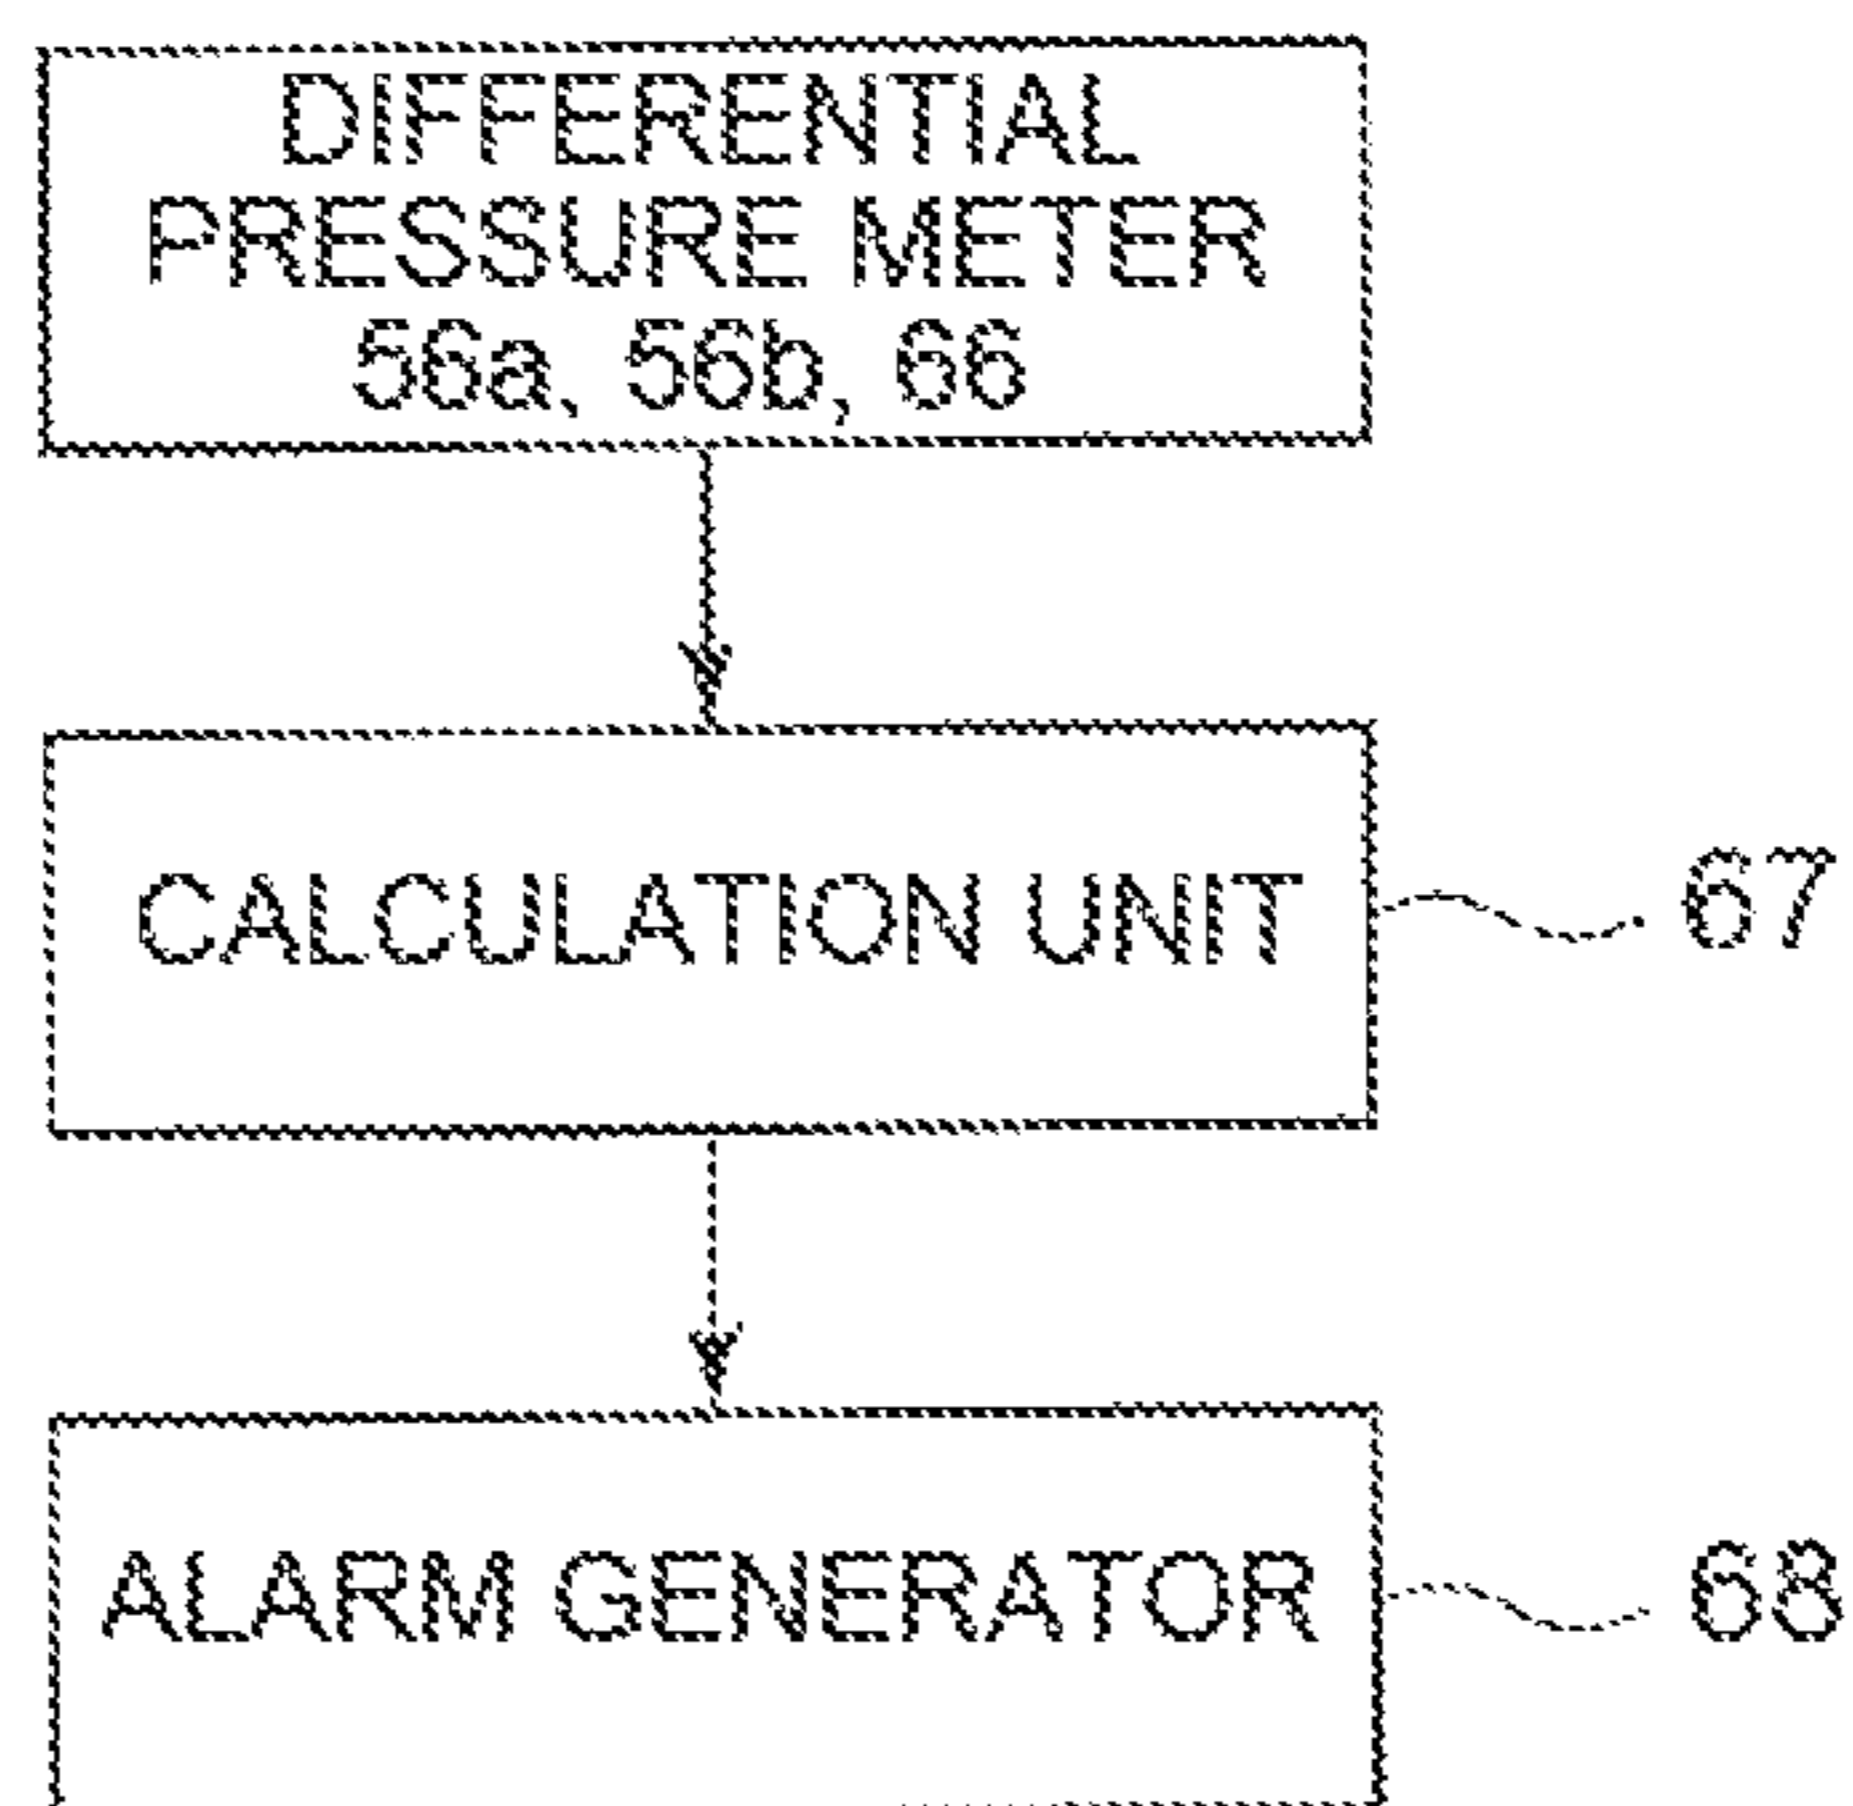 DIFFERENTIAL
PRESSURE METER
56a, 56b, 66
CALCULATION UNIT
67
ALARM GENERATOR
68